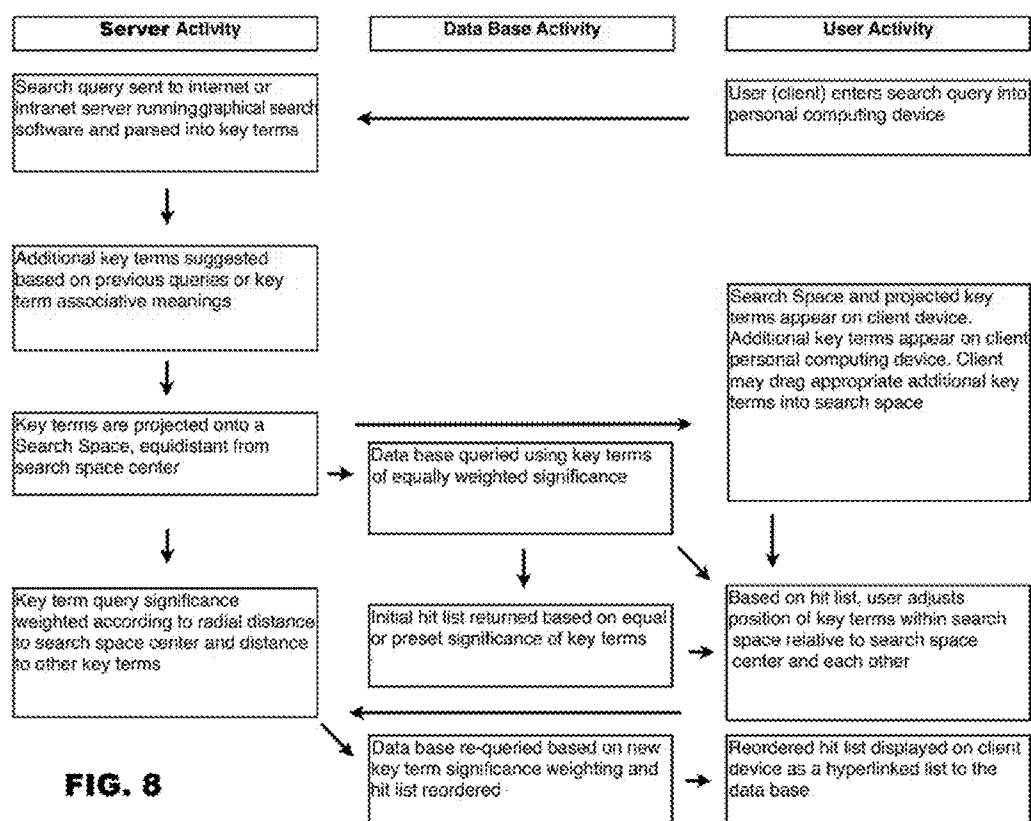 Server Activity
Data Base Activity
User Activity
Search query sent to internet or
intranet server running graphical search
software and parsed into key terms
User (client) enters search query into
personal computing device
Additional key terms suggested
based on previous queries or key
term associative meanings
Search Space and projected key
terms appear on client device.
Additional key terms appear on client
personal computing device. Client
may drag appropriate additional key
terms into search space
Key terms are projected onto a
Search Space, equidistant from
search space center
Data base queried using key terms
of equally weighted significance
Key term query significance
weighted according to radial distance
to search space center and distance
to other key terms
Initial hit list returned based on equal
or preset significance of key terms
Based on hit list, user adjusts
position of key terms within search
space relative to search space
center and each other
Data base re-queried based on new
key term significance weighting and
hit list reordered
Reordered hit list displayed on client
device as a hyperlinked list to the
data base
FIG. 8